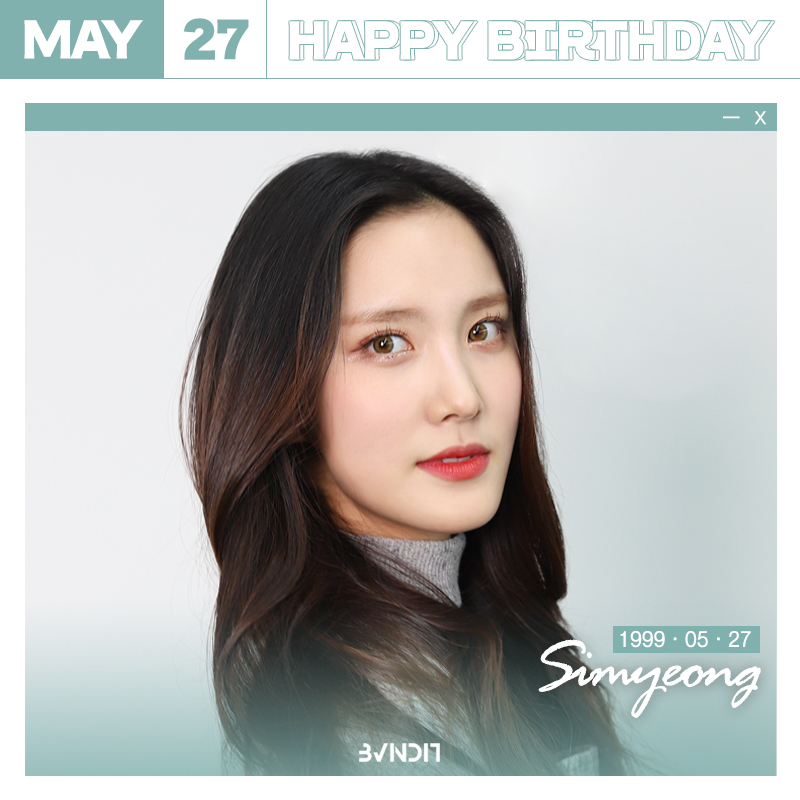 MAY 27 HAPPY BIRTHDAY
— X
1999 · 05 · 27
Simyeong
BVNDIT